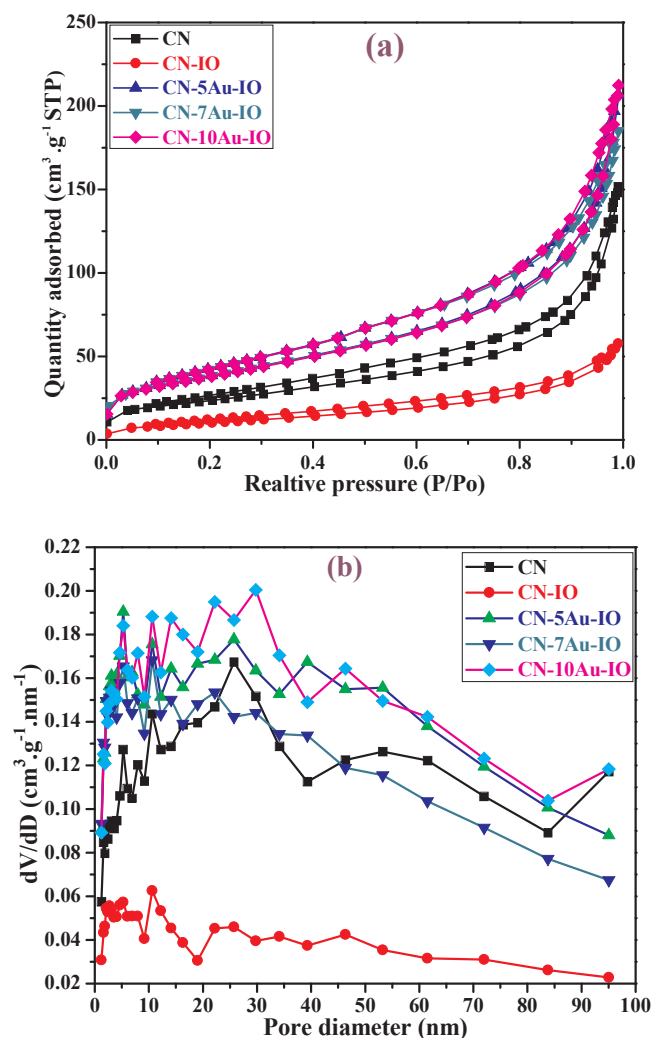 (a)
CN
CN-IO
CN-5Au-IO
CN-7Au-IO
CN-10Au-IO
250
200
150
100
50
0
Quantity adsorbed (cm³ .g⁻¹ STP)
0.0 0.2 0.4 0.6 0.8 1.0
Realtive pressure (P/Po)
(b)
CN
CN-IO
CN-5Au-IO
CN-7Au-IO
CN-10Au-IO
0.22
0.20
0.18
0.16
0.14
0.12
0.10
0.08
0.06
0.04
0.02
dV/dD (cm³.g⁻¹.nm⁻¹)
0 10 20 30 40 50 60 70 80 90 100
Pore diameter (nm)